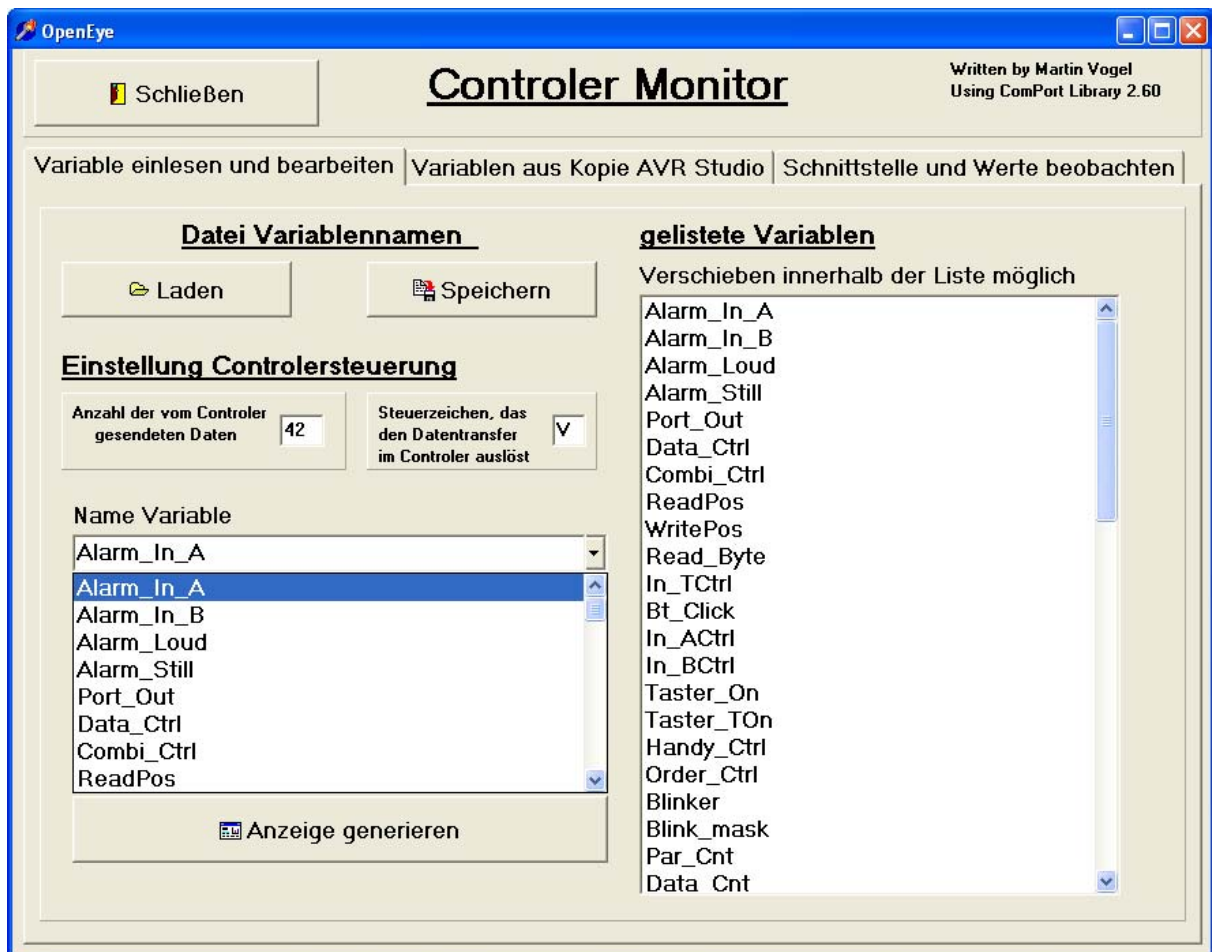 OpenEye
Schließen
Controler Monitor
Written by Martin Vogel
Using ComPort Library 2.60
Variable einlesen und bearbeiten
Variablen aus Kopie AVR Studio
Schnittstelle und Werte beobachten
Datei Variablennamen
Laden
Speichern
Einstellung Controlersteuerung
Anzahl der vom Controler
gesendeten Daten
42
Steuerzeichen, das
den Datentransfer
im Controler auslöst
V
Name Variable
Alarm_In_A
Alarm_In_A
Alarm_In_B
Alarm_Loud
Alarm_Still
Port_Out
Data_Ctrl
Combi_Ctrl
ReadPos
Anzeige generieren
gelistete Variablen
Verschieben innerhalb der Liste möglich
Alarm_In_A
Alarm_In_B
Alarm_Loud
Alarm_Still
Port_Out
Data_Ctrl
Combi_Ctrl
ReadPos
WritePos
Read_Byte
In_TCtrl
Bt_Click
In_ACtrl
In_BCtrl
Taster_On
Taster_TOn
Handy_Ctrl
Order_Ctrl
Blinker
Blink_mask
Par_Cnt
Data_Cnt